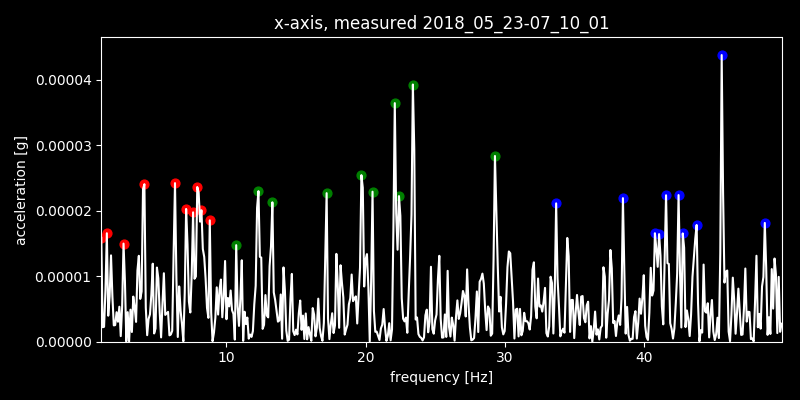 x-axis, measured 2018_05_23-07_10_01
acceleration [g]
0.00004
0.00003
0.00002
0.00001
0.00000
10 20 30 40
frequency [Hz]